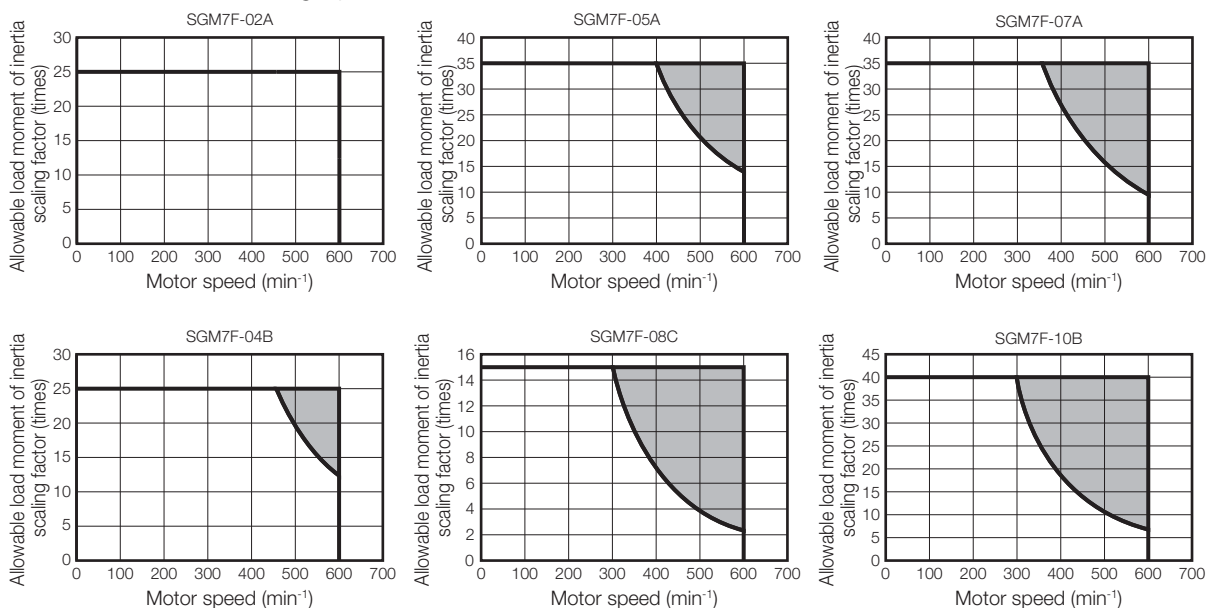 SGM7F-02A
Allowable load moment of inertia
scaling factor (times)
30
25
20
15
10
5
0
0 100 200 300 400 500 600 700
Motor speed (min-1)
SGM7F-05A
Allowable load moment of inertia
scaling factor (times)
40
35
30
25
20
15
10
5
0
0 100 200 300 400 500 600 700
Motor speed (min-1)
SGM7F-07A
Allowable load moment of inertia
scaling factor (times)
40
35
30
25
20
15
10
5
0
0 100 200 300 400 500 600 700
Motor speed (min-1)
SGM7F-04B
Allowable load moment of inertia
scaling factor (times)
30
25
20
15
10
5
0
0 100 200 300 400 500 600 700
Motor speed (min-1)
SGM7F-08C
Allowable load moment of inertia
scaling factor (times)
16
14
12
10
8
6
4
2
0
0 100 200 300 400 500 600 700
Motor speed (min-1)
SGM7F-10B
Allowable load moment of inertia
scaling factor (times)
45
40
35
30
25
20
15
10
5
0
0 100 200 300 400 500 600 700
Motor speed (min-1)